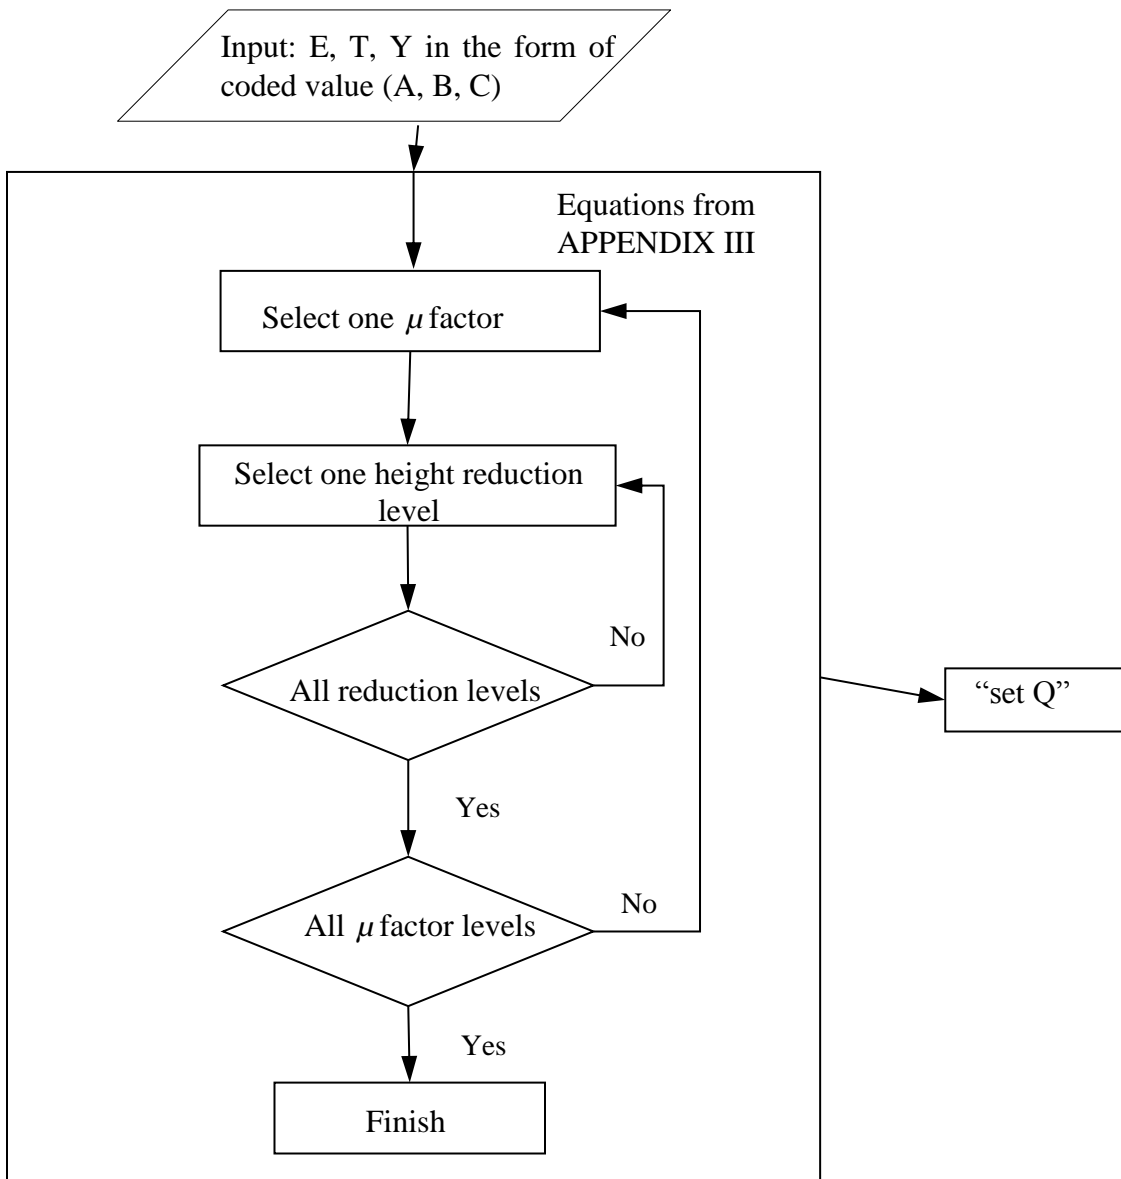 Input: E, T, Y in the form of
coded value (A, B, C)
Equations from
APPENDIX III
Select one μ factor
Select one height reduction
level
No
All reduction levels
“set Q”
Yes
No
All μ factor levels
Yes
Finish